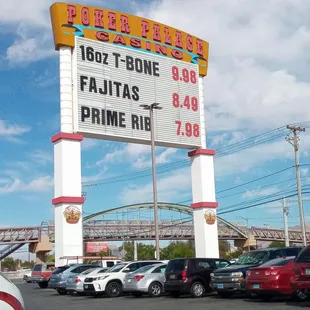 POKER PALACE
CASINO
16oz T-BONE 9.98
FAJITAS 8.49
PRIME RIB 7.98